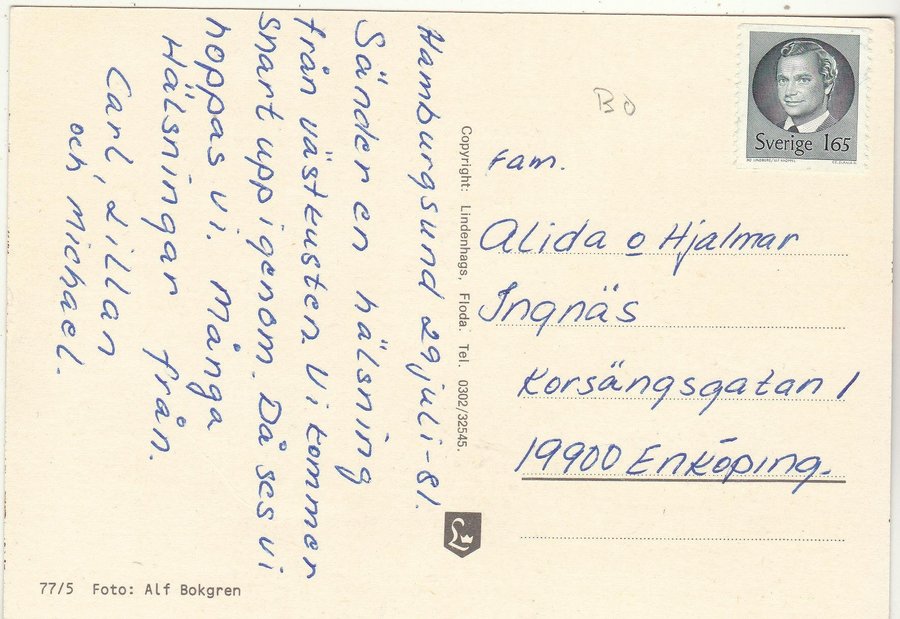 Hamburgsund 29 juli -81.
Sänder en hälsning
från västkusten. Vi kommer
snart upp igenom. Då ses vi
hoppas vi. Många
Hälsningar från.
Carl, Lillan
och Michael.
Copyright: Lindenhags, Floda. Tel. 0302/32545.
77/5 Foto: Alf Bokgren
Sverige 165
Fam.
Alida o Hjalmar
Ingnäs
Korsängsgatan 1
19900 Enköping.
L